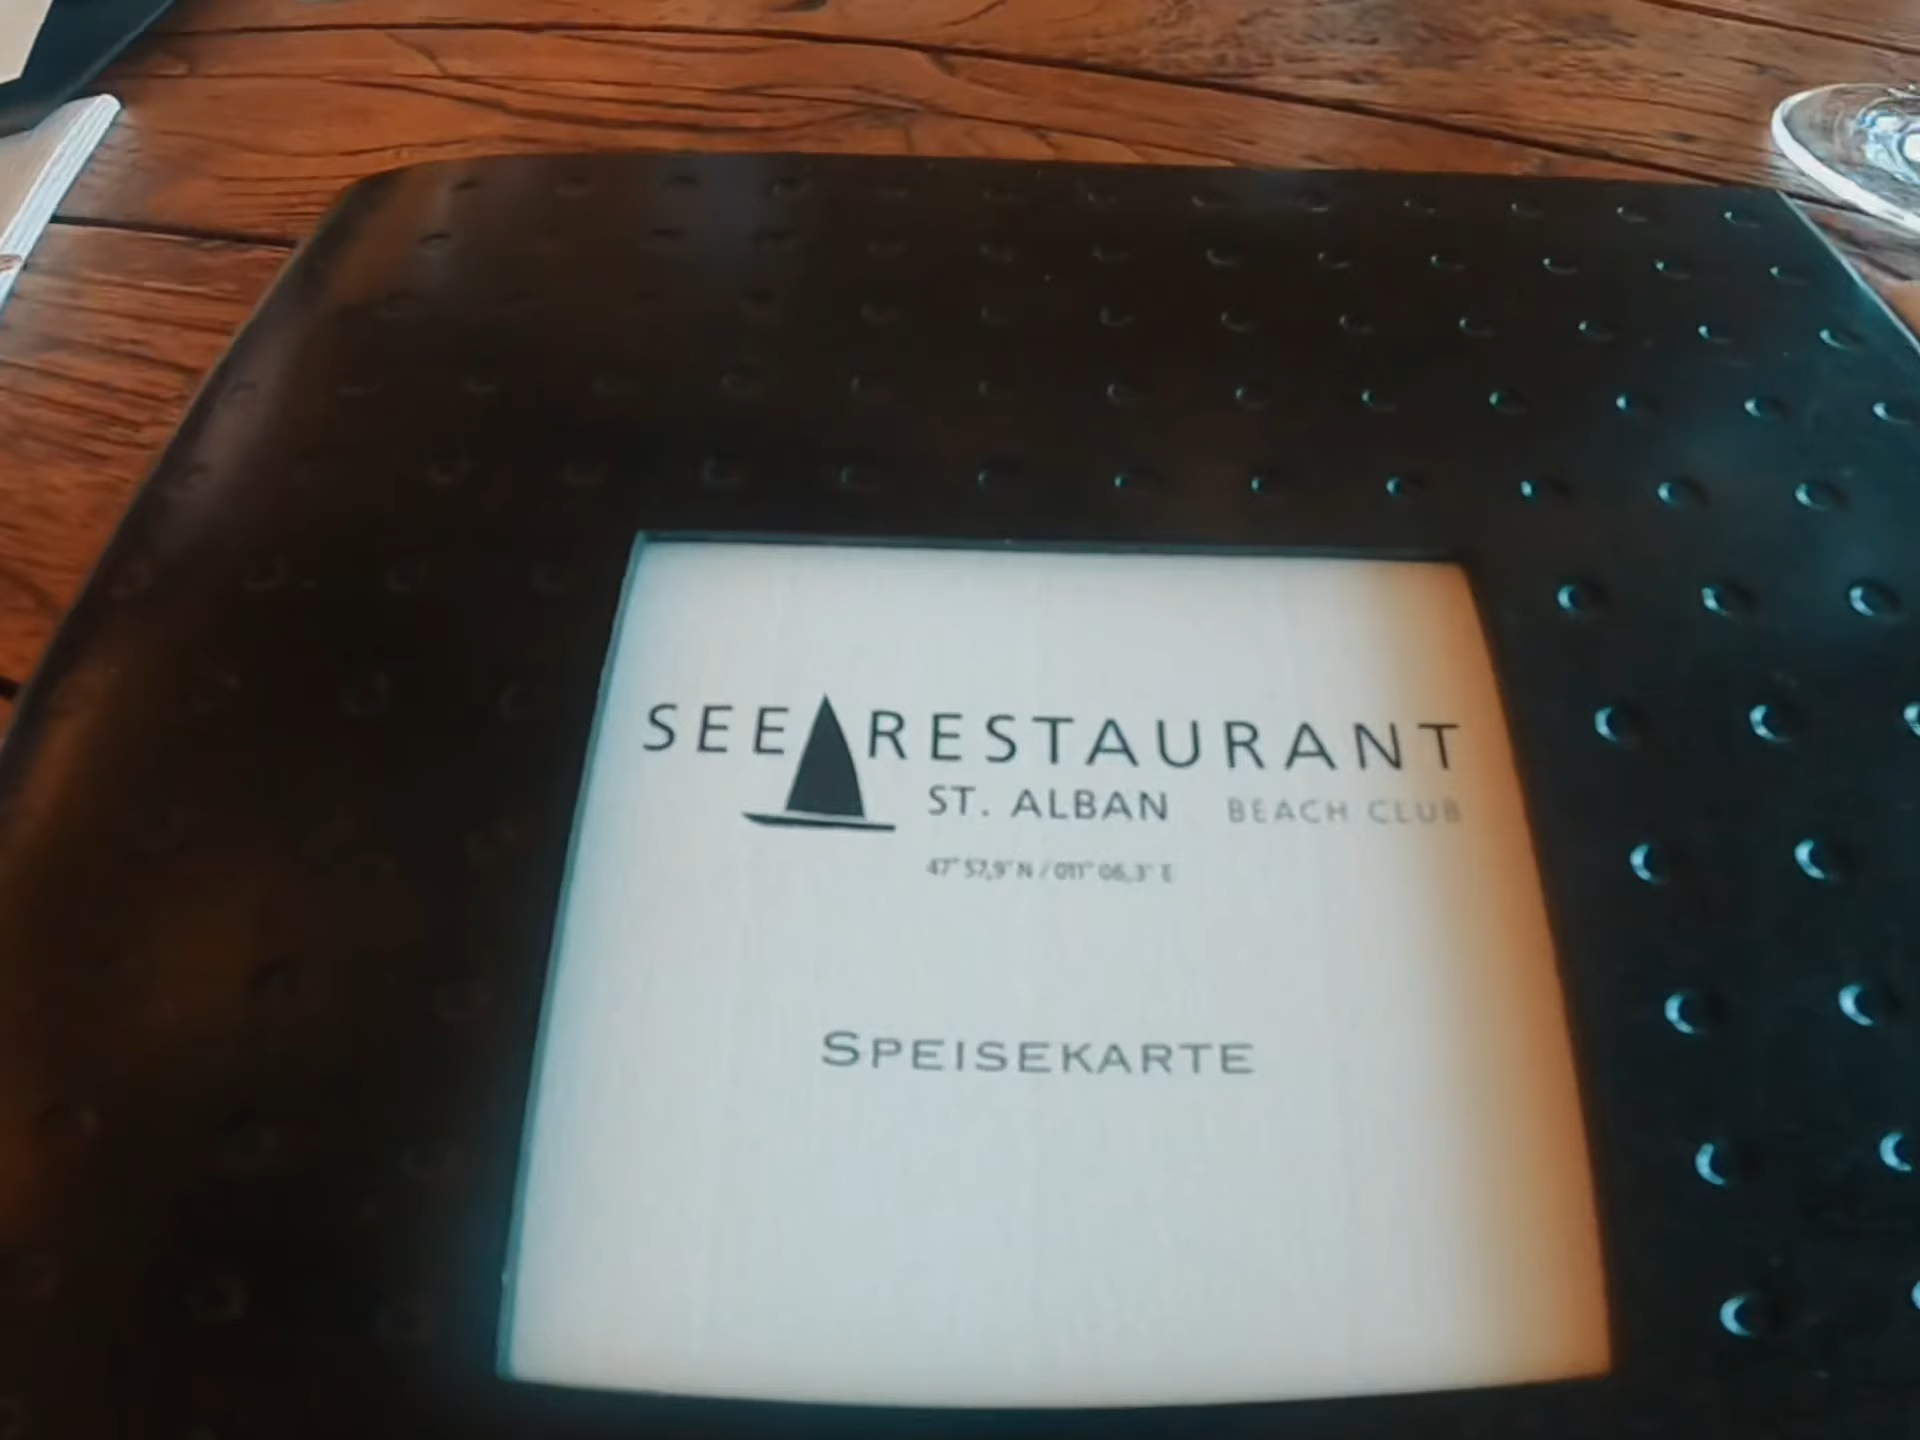 SEE RESTAURANT
ST. ALBAN BEACH CLUB
47° 57,9' N / 011° 06,3' E
SPEISEKARTE